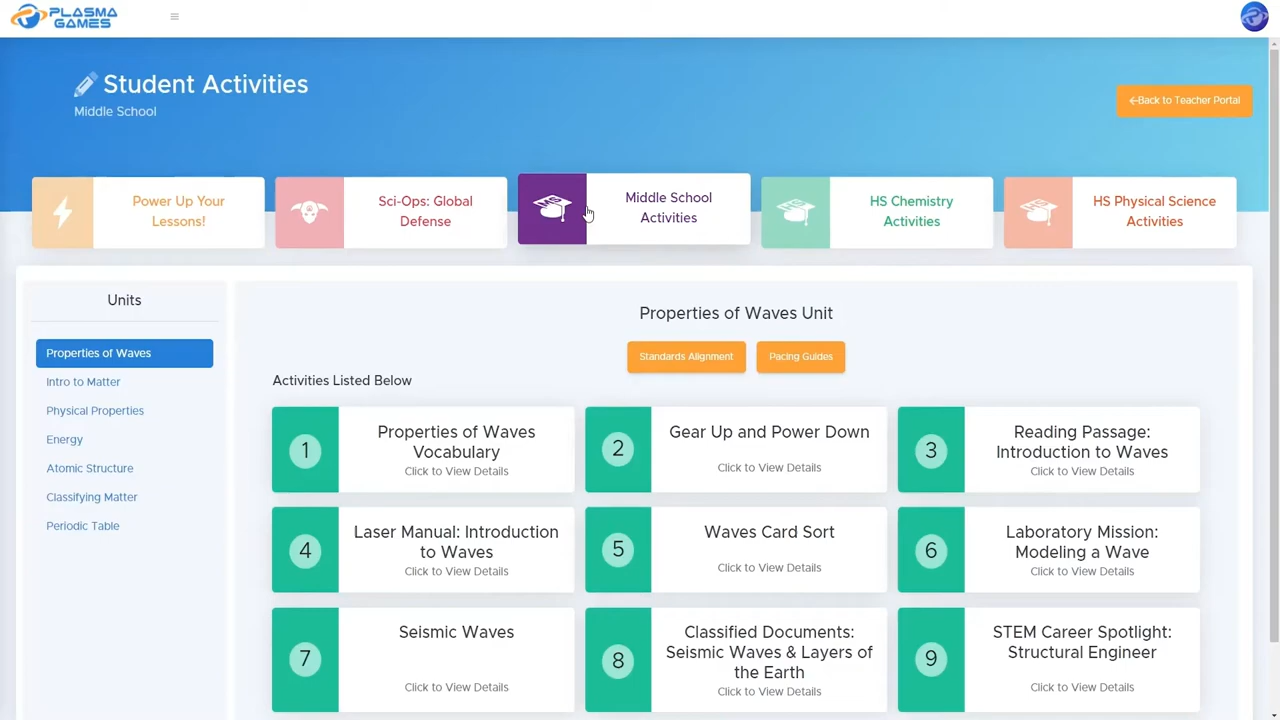 PLASMA
GAMES
Student Activities
Middle School
←Back to Teacher Portal
Power Up Your
Lessons!
Sci-Ops: Global
Defense
Middle School
Activities
HS Chemistry
Activities
HS Physical Science
Activities
Units
Properties of Waves
Intro to Matter
Physical Properties
Energy
Atomic Structure
Classifying Matter
Periodic Table
Properties of Waves Unit
Standards Alignment
Pacing Guides
Activities Listed Below
1
Properties of Waves
Vocabulary
Click to View Details
2
Gear Up and Power Down
Click to View Details
3
Reading Passage:
Introduction to Waves
Click to View Details
4
Laser Manual: Introduction
to Waves
Click to View Details
5
Waves Card Sort
Click to View Details
6
Laboratory Mission:
Modeling a Wave
Click to View Details
7
Seismic Waves
Click to View Details
8
Classified Documents:
Seismic Waves & Layers of
the Earth
Click to View Details
9
STEM Career Spotlight:
Structural Engineer
Click to View Details